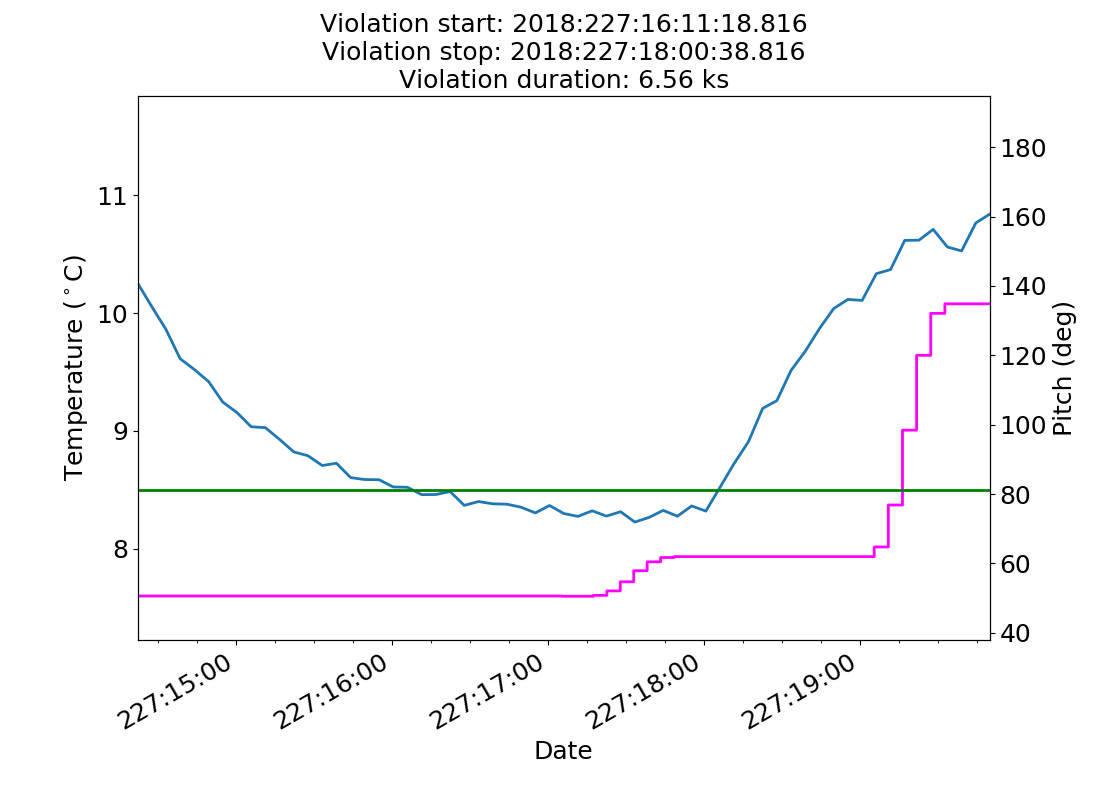 Violation start: 2018:227:16:11:18.816
Violation stop: 2018:227:18:00:38.816
Violation duration: 6.56 ks
11
10
9
8
Temperature (°C)
180
160
140
120
100
80
60
40
Pitch (deg)
227:15:00
227:16:00
227:17:00
227:18:00
227:19:00
Date